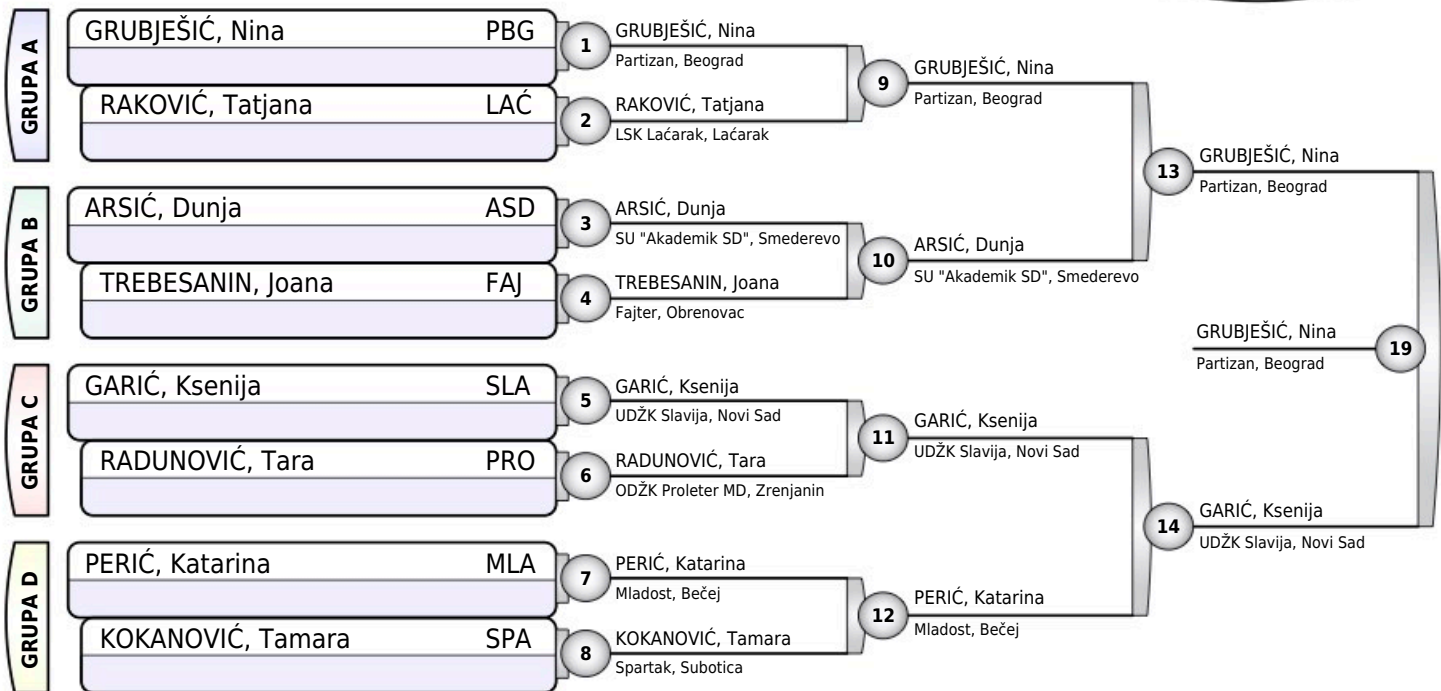 GRUPA A
GRUBJEŠIĆ, Nina PBG
RAKOVIĆ, Tatjana LAĆ
GRUPA B
ARSIĆ, Dunja ASD
TREBESANIN, Joana FAJ
GRUPA C
GARIĆ, Ksenija SLA
RADUNOVIĆ, Tara PRO
GRUPA D
PERIĆ, Katarina MLA
KOKANOVIĆ, Tamara SPA
1
GRUBJEŠIĆ, Nina
Partizan, Beograd
2
RAKOVIĆ, Tatjana
LSK Laćarak, Laćarak
3
ARSIĆ, Dunja
SU "Akademik SD", Smederevo
4
TREBESANIN, Joana
Fajter, Obrenovac
5
GARIĆ, Ksenija
UDŽK Slavija, Novi Sad
6
RADUNOVIĆ, Tara
ODŽK Proleter MD, Zrenjanin
7
PERIĆ, Katarina
Mladost, Bečej
8
KOKANOVIĆ, Tamara
Spartak, Subotica
9
GRUBJEŠIĆ, Nina
Partizan, Beograd
10
ARSIĆ, Dunja
SU "Akademik SD", Smederevo
11
GARIĆ, Ksenija
UDŽK Slavija, Novi Sad
12
PERIĆ, Katarina
Mladost, Bečej
13
GRUBJEŠIĆ, Nina
Partizan, Beograd
14
GARIĆ, Ksenija
UDŽK Slavija, Novi Sad
GRUBJEŠIĆ, Nina
Partizan, Beograd
19